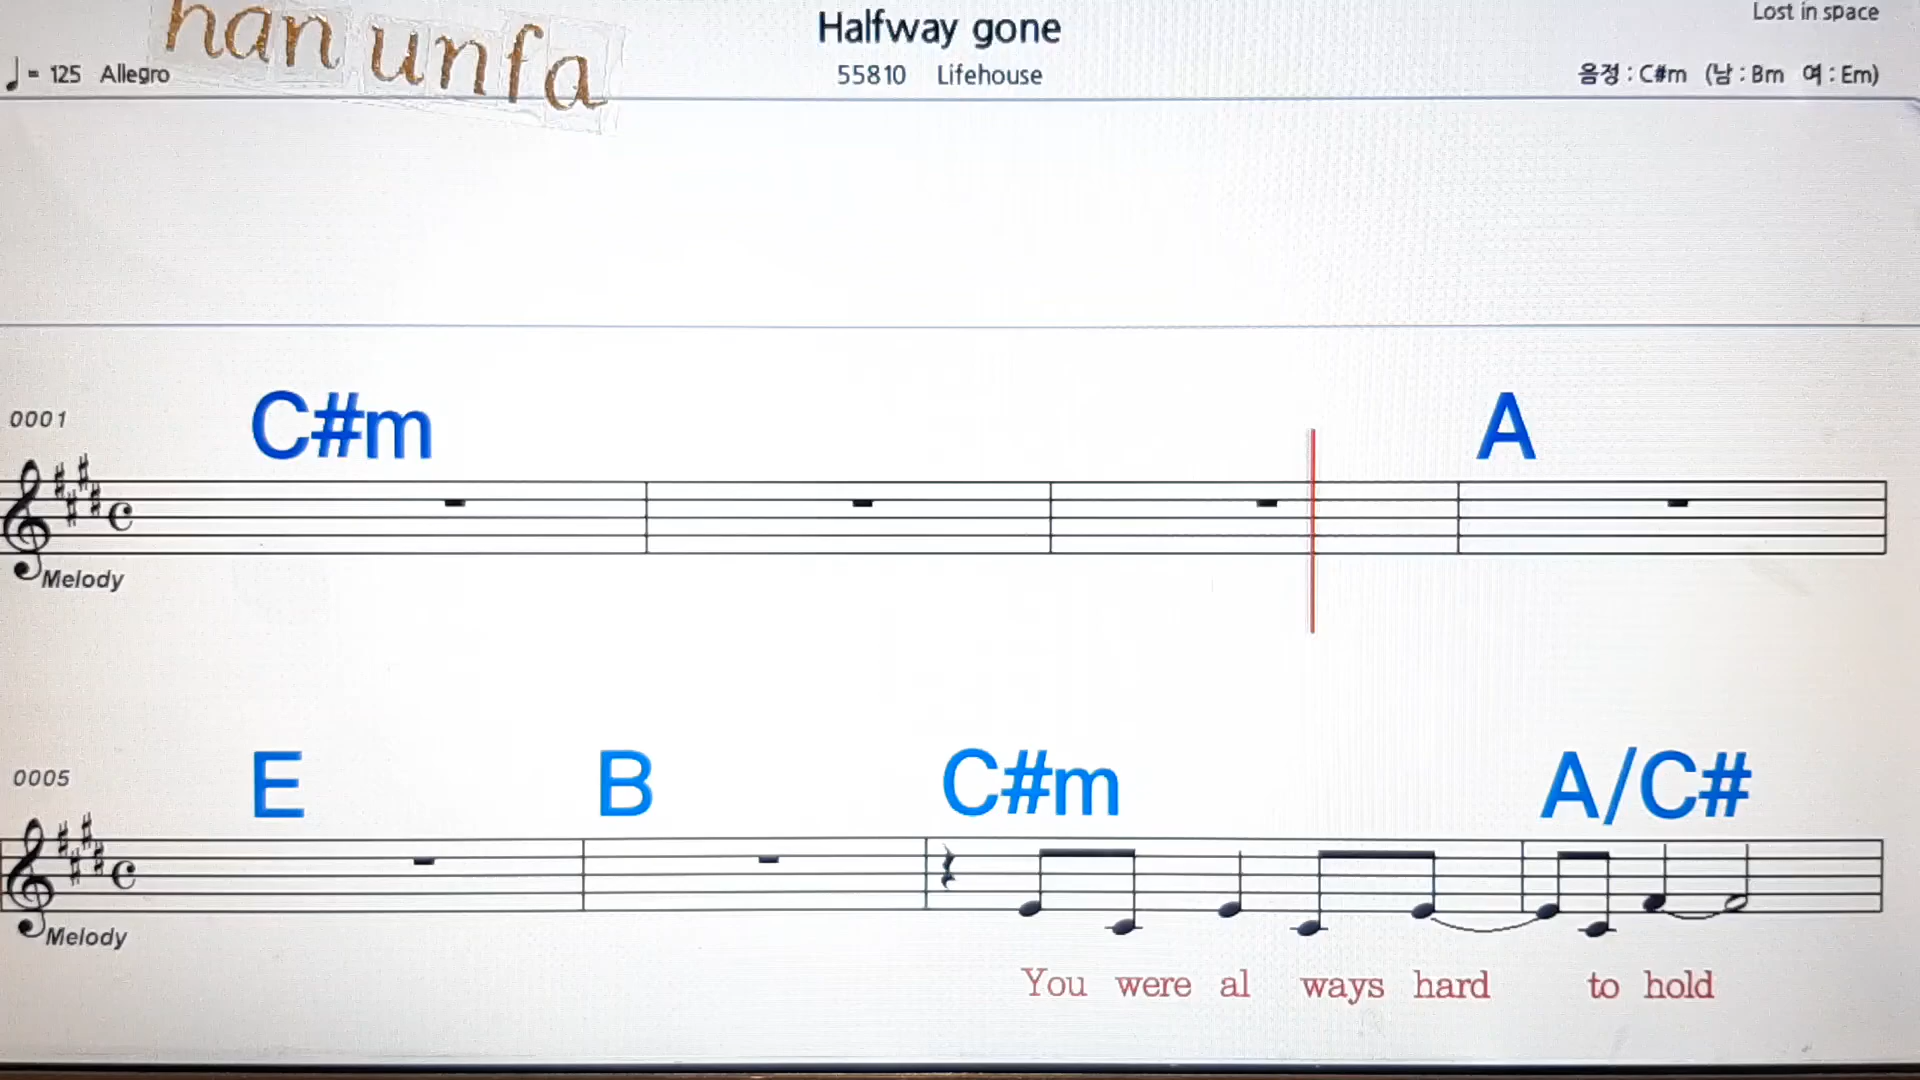 han unfa
Halfway gone
Lost in space
♩= 125 Allegro
55810 Lifehouse
음정 : C#m (남 : Bm 여 : Em)
0001
C#m A
Melody
0005
E B C#m A/C#
Melody
You were al ways hard to hold